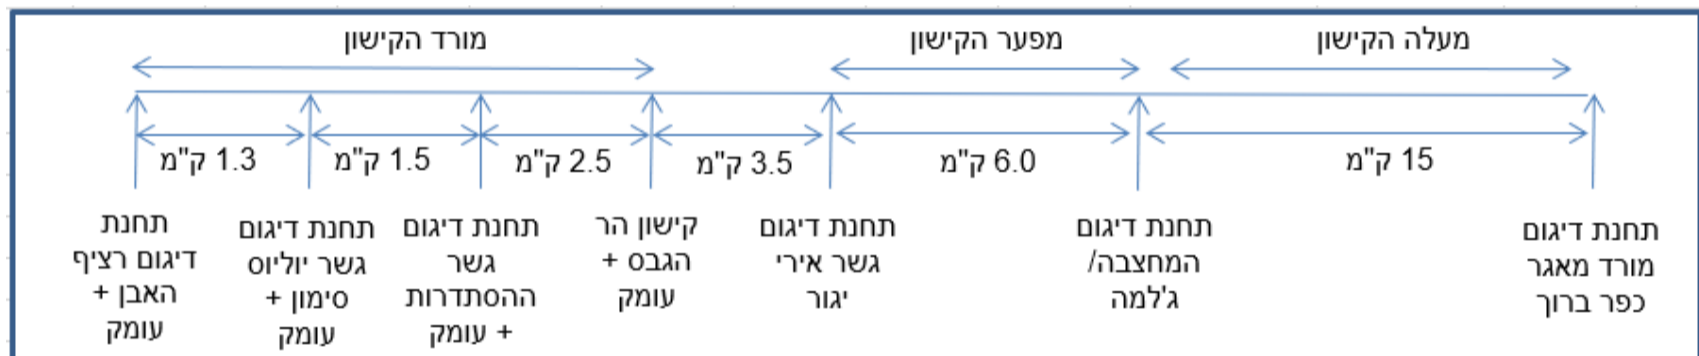 מעלה הקישון
מפער הקישון
מורד הקישון
15 ק"מ
6.0 ק"מ
3.5 ק"מ
2.5 ק"מ
1.5 ק"מ
1.3 ק"מ
תחנת דיגום
מורד מאגר
כפר ברוך
תחנת דיגום
המחצבה/
ג'למה
תחנת דיגום
גשר אירי
יגור
קישון הר
הגבס +
עומק
תחנת דיגום
גשר
ההסתדרות
+ עומק
תחנת דיגום
גשר יוליוס
סימון +
עומק
תחנת
דיגום רציף
האבן +
עומק